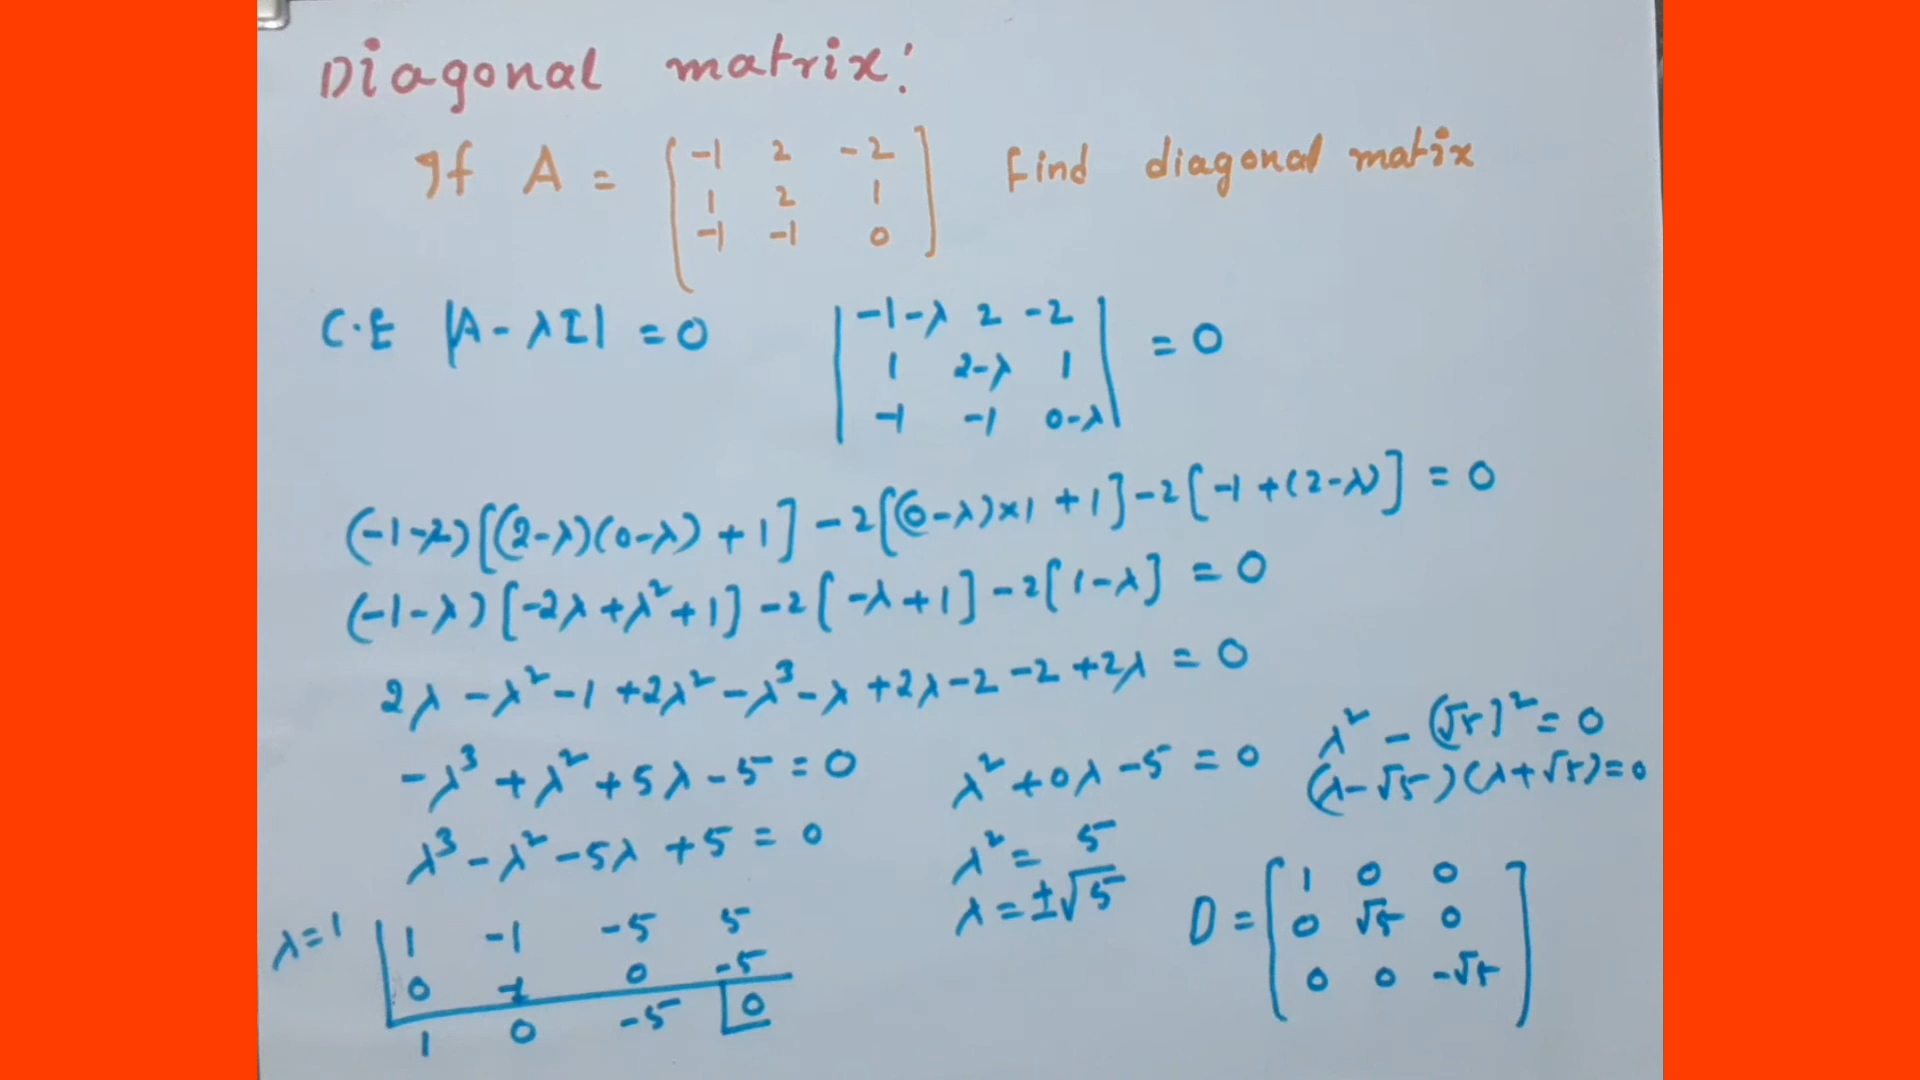 Diagonal matrix:
If A = [-1 2 -2
1 2 1
-1 -1 0] Find diagonal matix
C.E |A - λI| = 0
|-1-λ 2 -2
1 2-λ 1
-1 -1 0-λ| = 0
(-1-λ)[(2-λ)(0-λ) + 1] - 2[(0-λ)×1 + 1] - 2[-1 + (2-λ)] = 0
(-1-λ)[-2λ + λ² + 1] - 2[-λ + 1] - 2[1-λ] = 0
2λ - λ² - 1 + 2λ² - λ³ - λ + 2λ - 2 - 2 + 2λ = 0
-λ³ + λ² + 5λ - 5 = 0
λ³ - λ² - 5λ + 5 = 0
λ=1 | 1 -1 -5 5
0 1 0 -5
1 0 -5 |0
λ² + 0λ - 5 = 0
λ² = 5
λ = ±√5
λ² - (√5)² = 0
(λ-√5)(λ+√5) = 0
D = [1 0 0
0 √5 0
0 0 -√5]